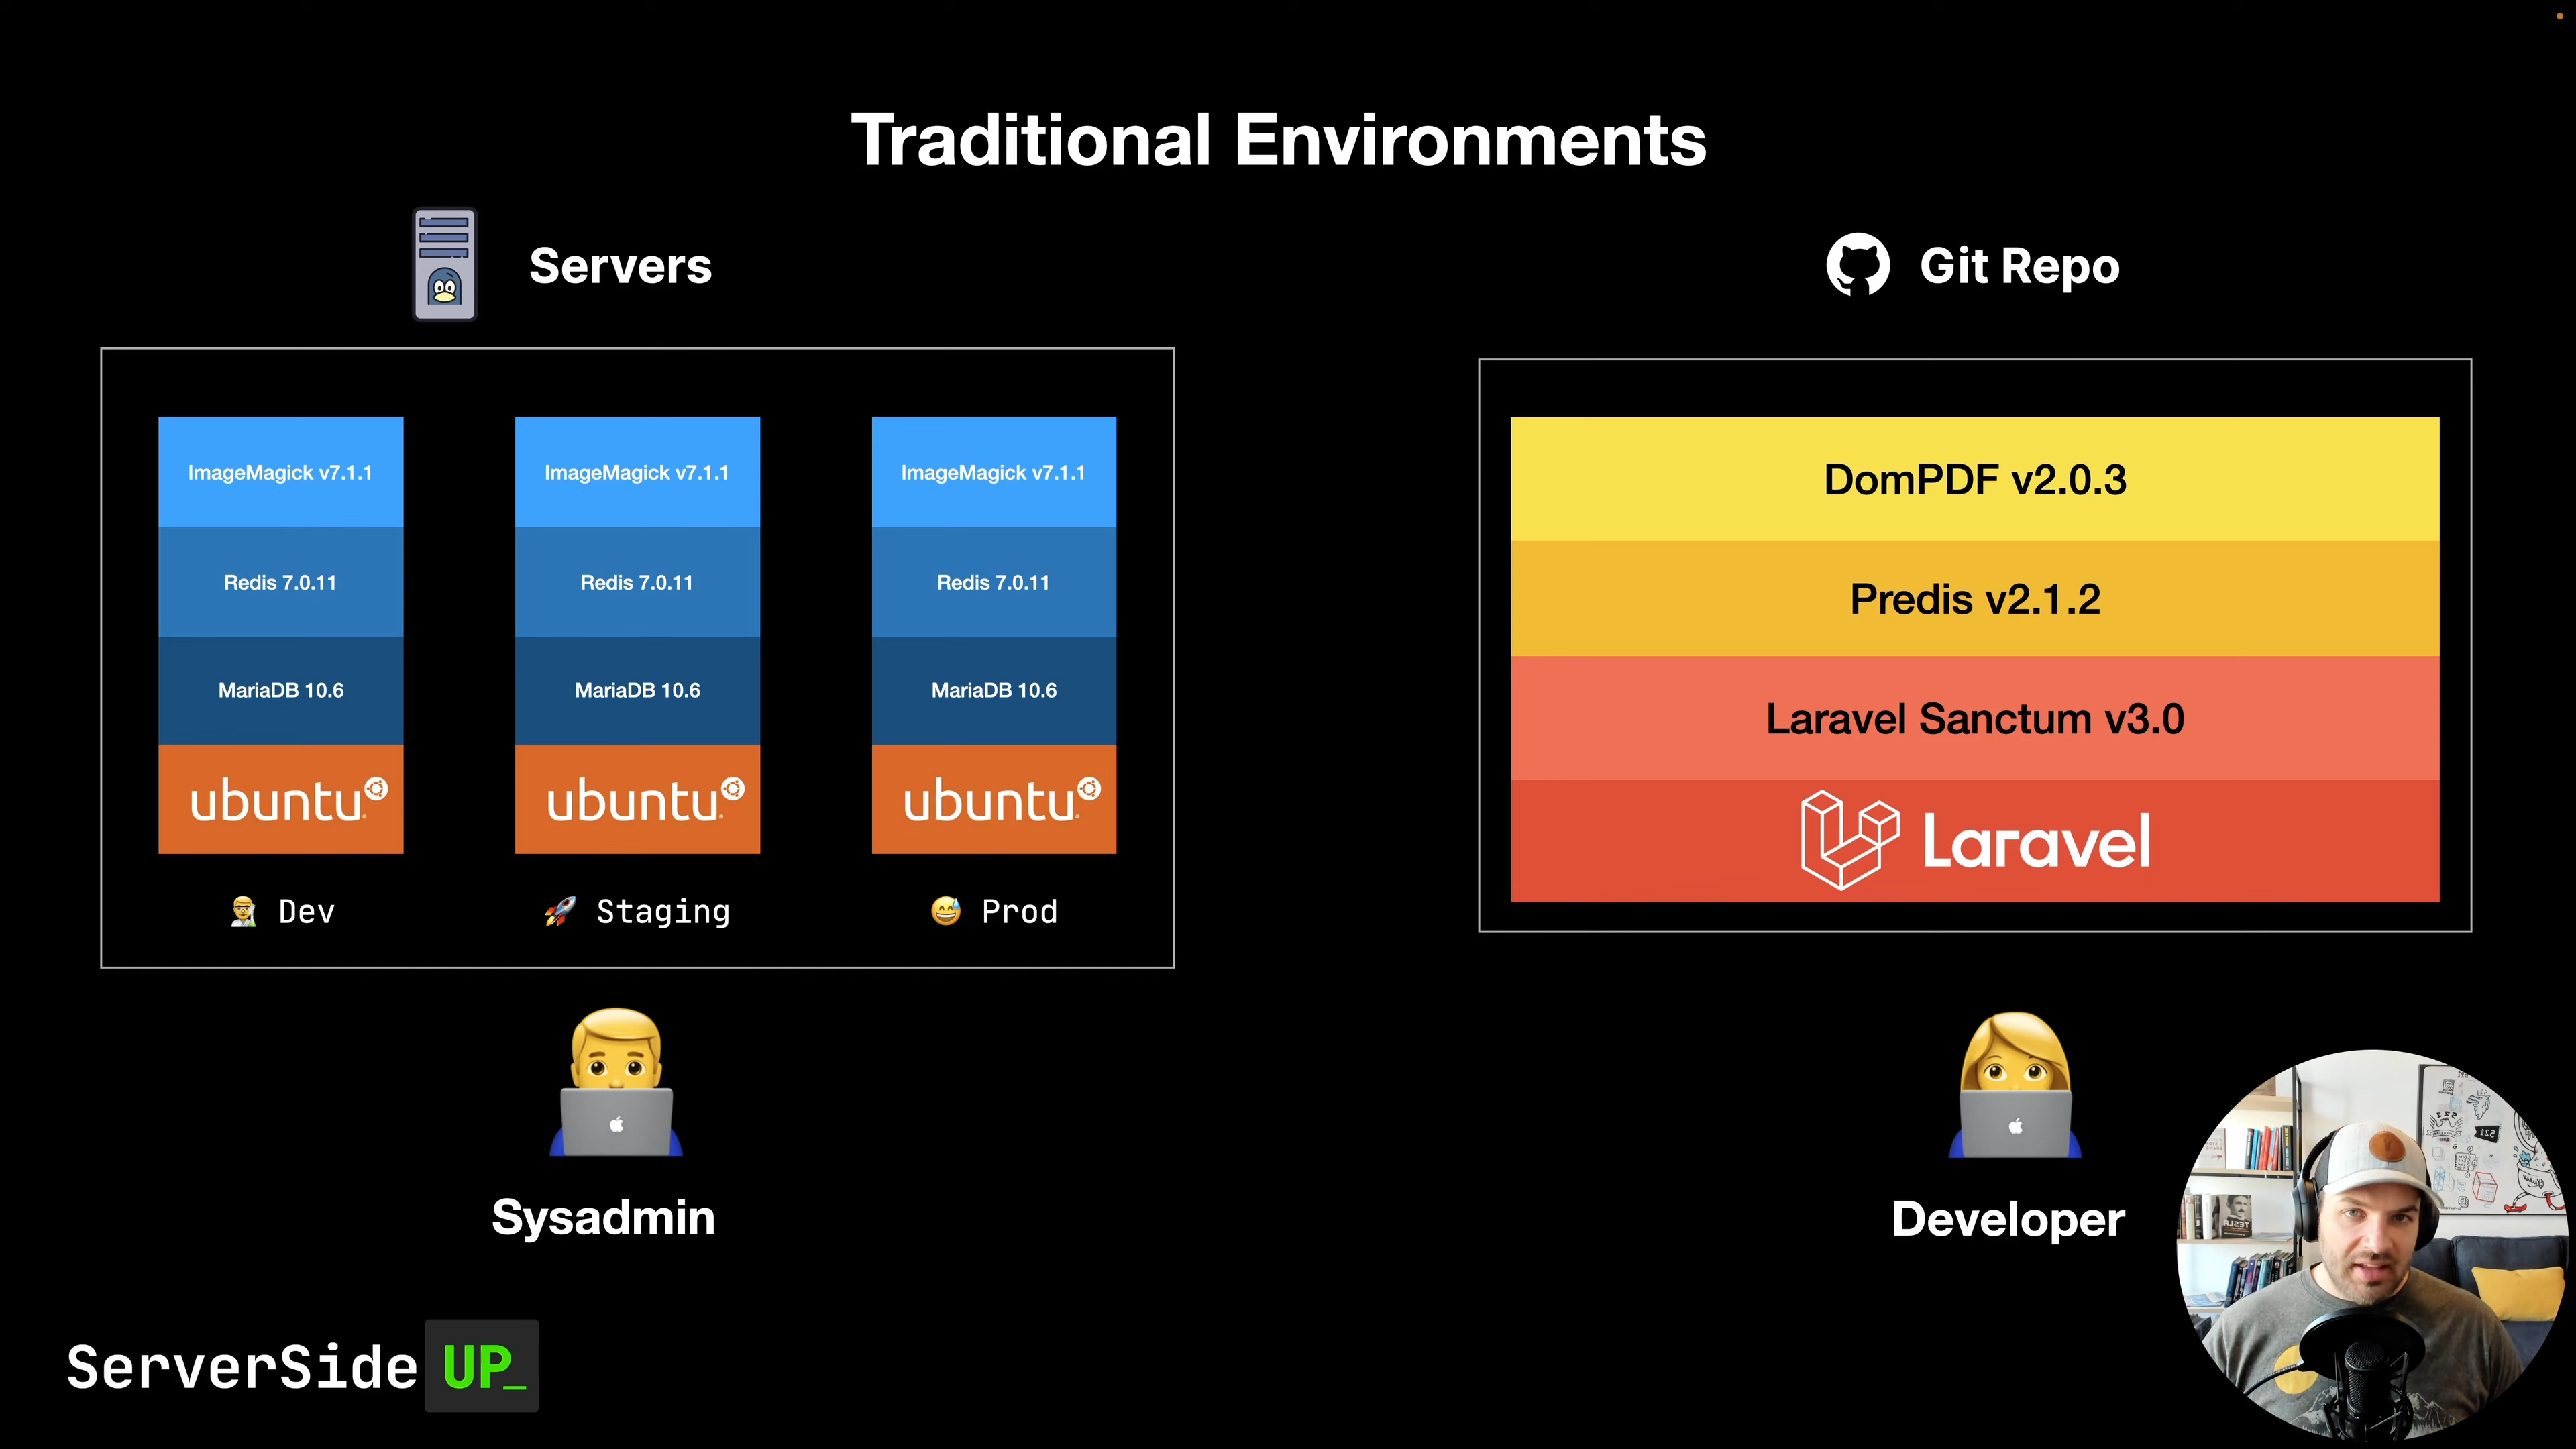 Traditional Environments
Servers
Git Repo
ImageMagick v7.1.1
ImageMagick v7.1.1
ImageMagick v7.1.1
Redis 7.0.11
Redis 7.0.11
Redis 7.0.11
MariaDB 10.6
MariaDB 10.6
MariaDB 10.6
ubuntu
ubuntu
ubuntu
Dev
Staging
Prod
DomPDF v2.0.3
Predis v2.1.2
Laravel Sanctum v3.0
Laravel
Sysadmin
Developer
TESLA
521
ServerSide UP_